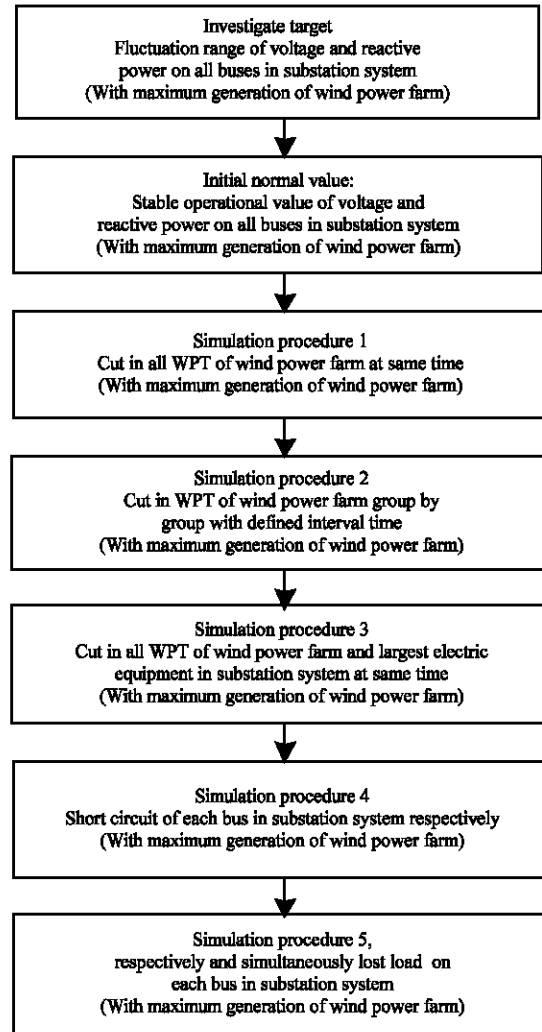 Investigate target
Fluctuation range of voltage and reactive
power on all buses in substation system
(With maximum generation of wind power farm)
Initial normal value:
Stable operational value of voltage and
reactive power on all buses in substation system
(With maximum generation of wind power farm)
Simulation procedure 1
Cut in all WPT of wind power farm at same time
(With maximum generation of wind power farm)
Simulation procedure 2
Cut in WPT of wind power farm group by
group with defined interval time
(With maximum generation of wind power farm)
Simulation procedure 3
Cut in all WPT of wind power farm and largest electric
equipment in substation system at same time
(With maximum generation of wind power farm)
Simulation procedure 4
Short circuit of each bus in substation system respectively
(With maximum generation of wind power farm)
Simulation procedure 5,
respectively and simultaneously lost load on
each bus in substation system
(With maximum generation of wind power farm)